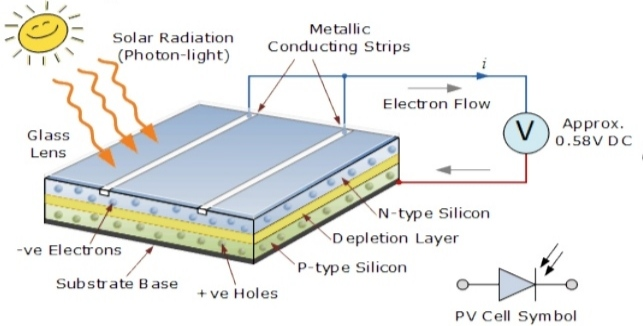 Solar Radiation
(Photon-light)
Metallic
Conducting Strips
i
Electron Flow
Glass
Lens
V
Approx.
0.58V DC
N-type Silicon
-ve Electrons
Depletion Layer
P-type Silicon
Substrate Base
+ve Holes
PV Cell Symbol